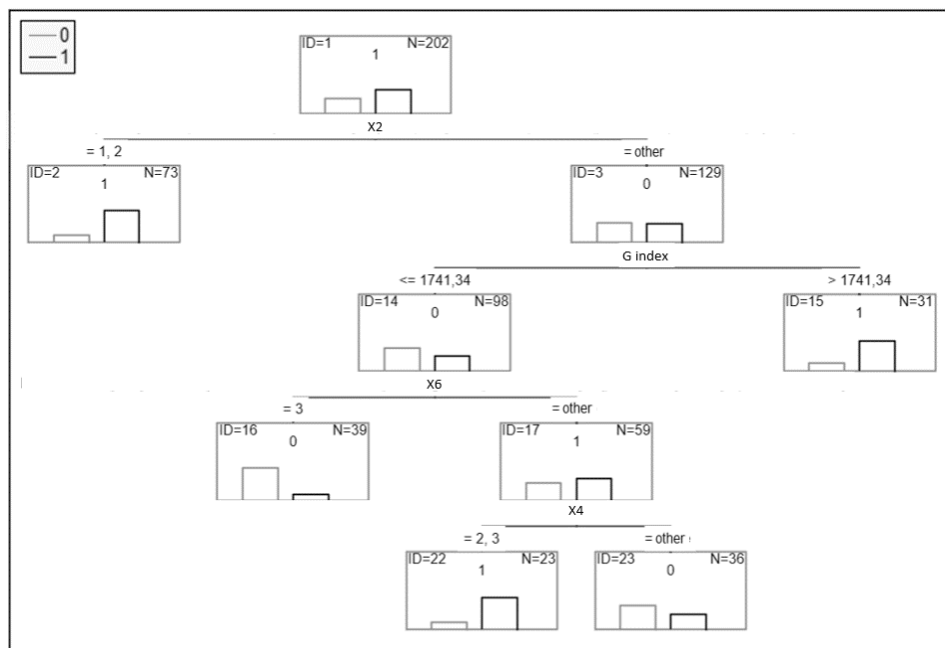 0
1
ID=1 N=202
1
X2
= 1, 2 = other
ID=2 N=73
1
ID=3 N=129
0
G index
<= 1741,34 > 1741,34
ID=14 N=98
0
ID=15 N=31
1
X6
= 3 = other
ID=16 N=39
0
ID=17 N=59
1
X4
= 2, 3 = other
ID=22 N=23
1
ID=23 N=36
0